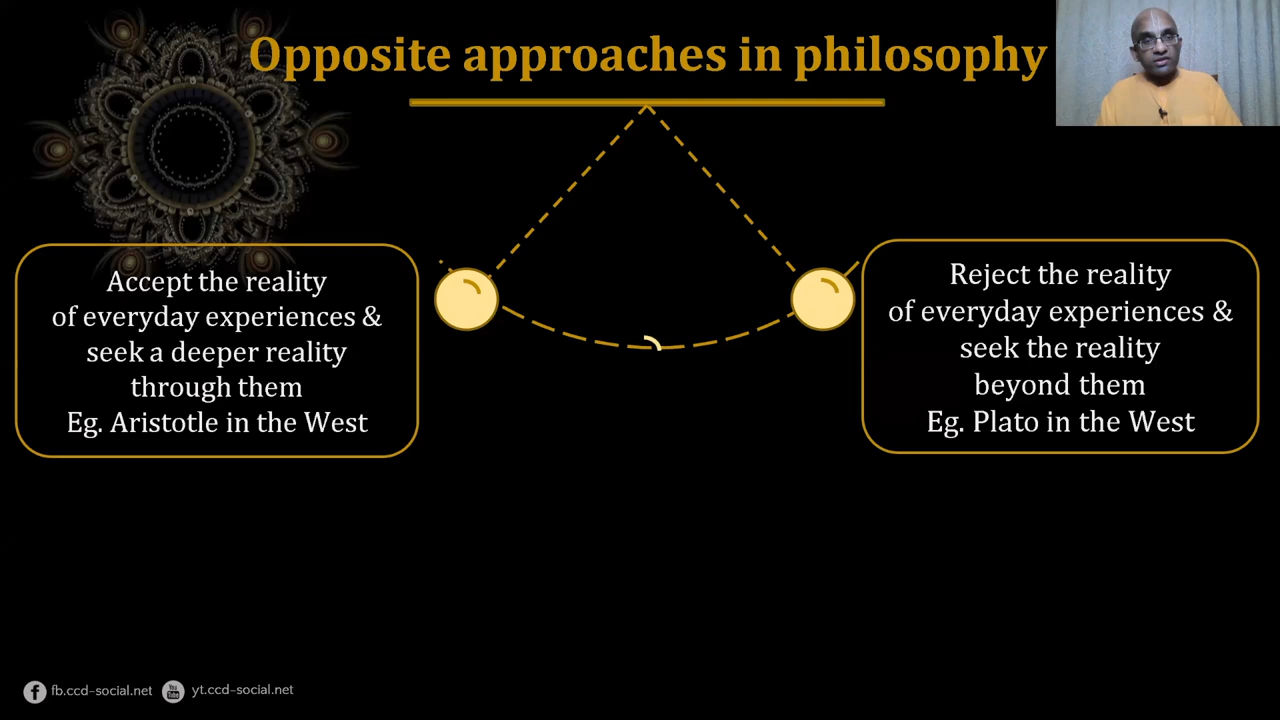 Opposite approaches in philosophy
Accept the reality
of everyday experiences &
seek a deeper reality
through them
Eg. Aristotle in the West
Reject the reality
of everyday experiences &
seek the reality
beyond them
Eg. Plato in the West
f fb.ccd-social.net You Tube yt.ccd-social.net